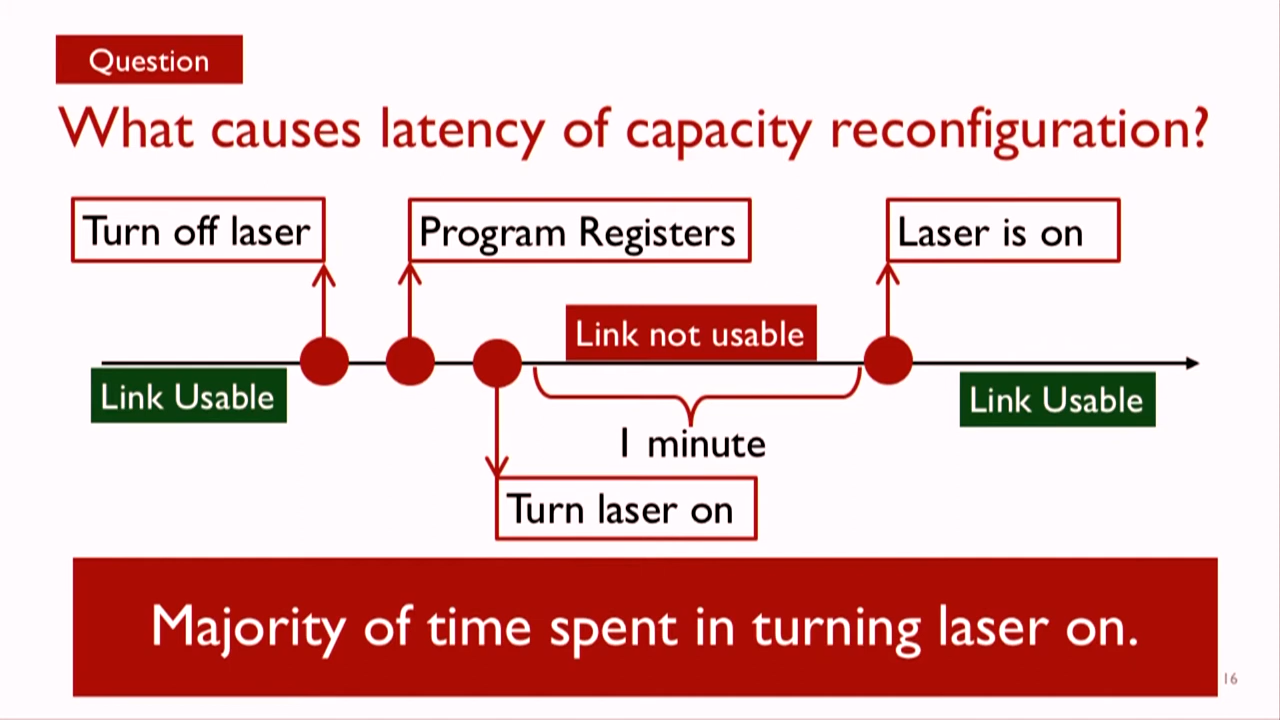 Question
What causes latency of capacity reconfiguration?
Turn off laser
Program Registers
Laser is on
Link not usable
Link Usable
Link Usable
1 minute
Turn laser on
Majority of time spent in turning laser on.
16